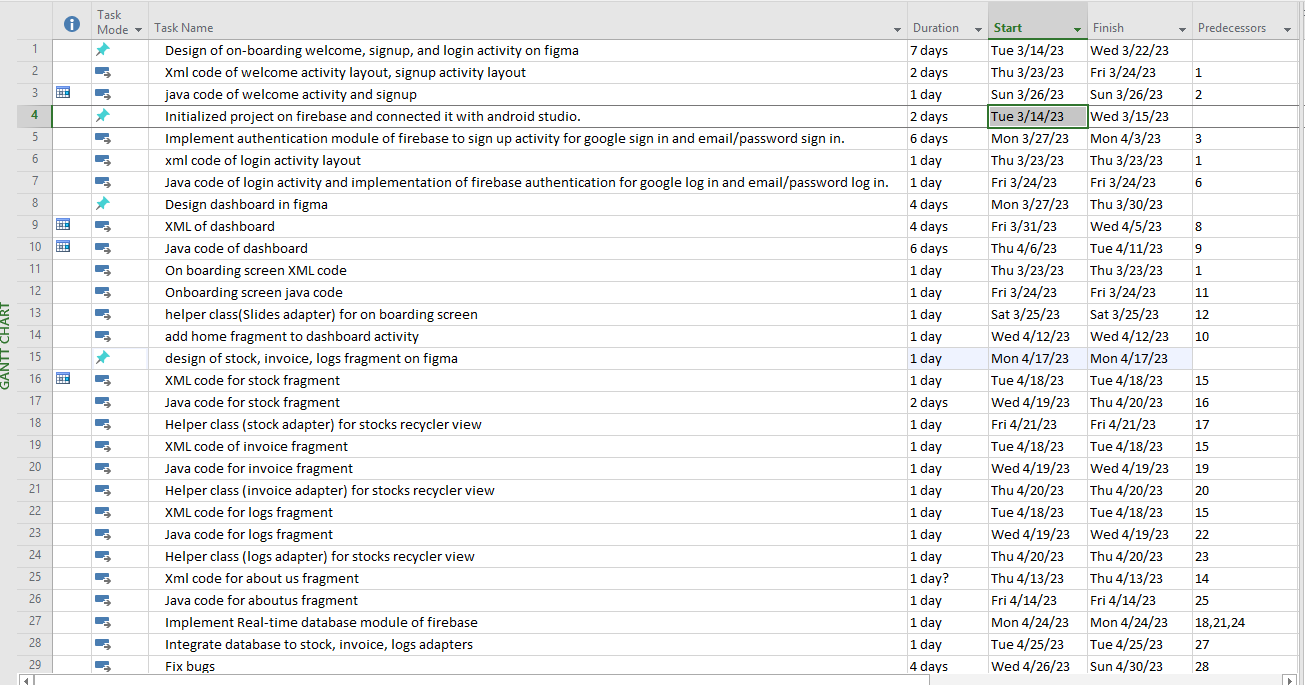 Task Mode Task Name Duration Start Finish Predecessors
1 Design of on-boarding welcome, signup, and login activity on figma 7 days Tue 3/14/23 Wed 3/22/23
2 Xml code of welcome activity layout, signup activity layout 2 days Thu 3/23/23 Fri 3/24/23 1
3 java code of welcome activity and signup 1 day Sun 3/26/23 Sun 3/26/23 2
4 Initialized project on firebase and connected it with android studio. 2 days Tue 3/14/23 Wed 3/15/23
5 Implement authentication module of firebase to sign up activity for google sign in and email/password sign in. 6 days Mon 3/27/23 Mon 4/3/23 3
6 xml code of login activity layout 1 day Thu 3/23/23 Thu 3/23/23 1
7 Java code of login activity and implementation of firebase authentication for google log in and email/password log in. 1 day Fri 3/24/23 Fri 3/24/23 6
8 Design dashboard in figma 4 days Mon 3/27/23 Thu 3/30/23
9 XML of dashboard 4 days Fri 3/31/23 Wed 4/5/23 8
10 Java code of dashboard 6 days Thu 4/6/23 Tue 4/11/23 9
11 On boarding screen XML code 1 day Thu 3/23/23 Thu 3/23/23 1
12 Onboarding screen java code 1 day Fri 3/24/23 Fri 3/24/23 11
13 helper class(Slides adapter) for on boarding screen 1 day Sat 3/25/23 Sat 3/25/23 12
14 add home fragment to dashboard activity 1 day Wed 4/12/23 Wed 4/12/23 10
15 design of stock, invoice, logs fragment on figma 1 day Mon 4/17/23 Mon 4/17/23
16 XML code for stock fragment 1 day Tue 4/18/23 Tue 4/18/23 15
17 Java code for stock fragment 2 days Wed 4/19/23 Thu 4/20/23 16
18 Helper class (stock adapter) for stocks recycler view 1 day Fri 4/21/23 Fri 4/21/23 17
19 XML code of invoice fragment 1 day Tue 4/18/23 Tue 4/18/23 15
20 Java code for invoice fragment 1 day Wed 4/19/23 Wed 4/19/23 19
21 Helper class (invoice adapter) for stocks recycler view 1 day Thu 4/20/23 Thu 4/20/23 20
22 XML code for logs fragment 1 day Tue 4/18/23 Tue 4/18/23 15
23 Java code for logs fragment 1 day Wed 4/19/23 Wed 4/19/23 22
24 Helper class (logs adapter) for stocks recycler view 1 day Thu 4/20/23 Thu 4/20/23 23
25 Xml code for about us fragment 1 day? Thu 4/13/23 Thu 4/13/23 14
26 Java code for aboutus fragment 1 day Fri 4/14/23 Fri 4/14/23 25
27 Implement Real-time database module of firebase 1 day Mon 4/24/23 Mon 4/24/23 18,21,24
28 Integrate database to stock, invoice, logs adapters 1 day Tue 4/25/23 Tue 4/25/23 27
29 Fix bugs 4 days Wed 4/26/23 Sun 4/30/23 28
GANTT CHART